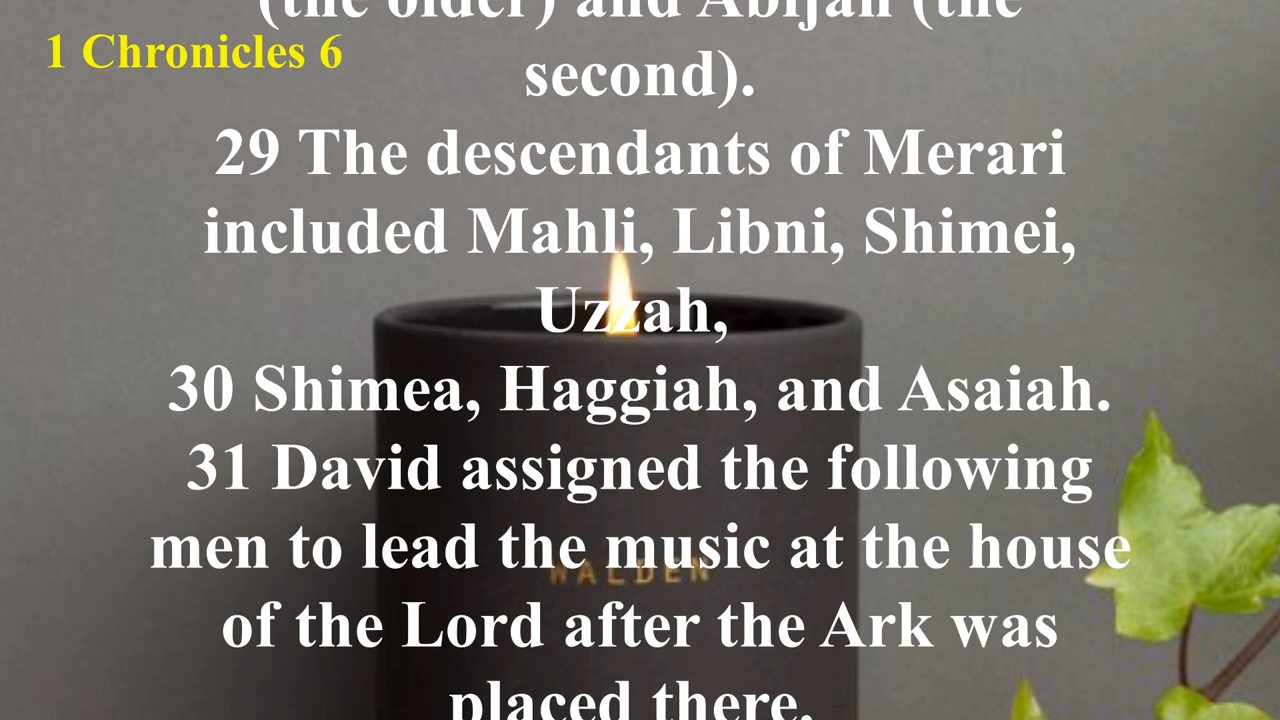 (the older) and Abijah (the
1 Chronicles 6
second).
29 The descendants of Merari
included Mahli, Libni, Shimei,
Uzzah,
30 Shimea, Haggiah, and Asaiah.
31 David assigned the following
men to lead the music at the house
WALDEN
of the Lord after the Ark was
placed there.